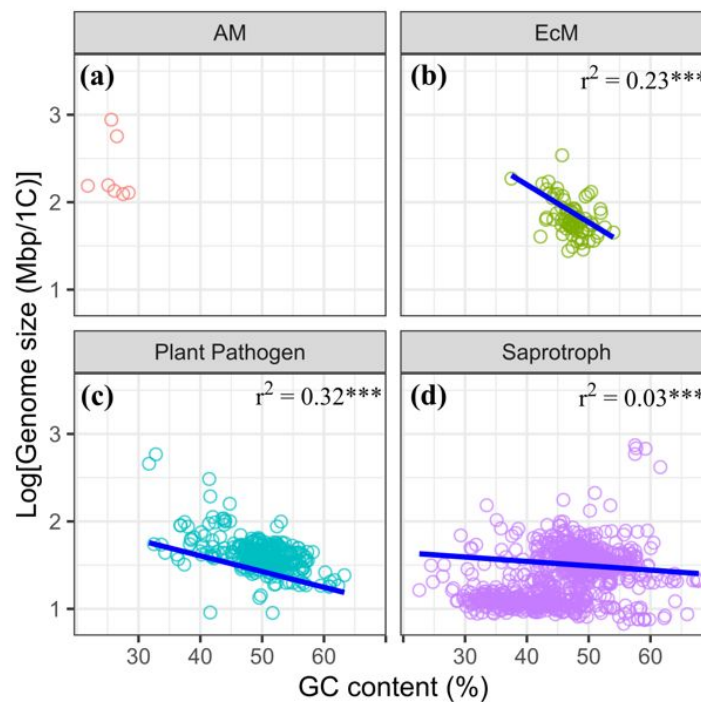 AM
EcM
(a)
(b)
r² = 0.23***
3
2
1
Plant Pathogen
Saprotroph
(c)
r² = 0.32***
(d)
r² = 0.03***
3
2
1
30 40 50 60
30 40 50 60
GC content (%)
Log[Genome size (Mbp/1C)]